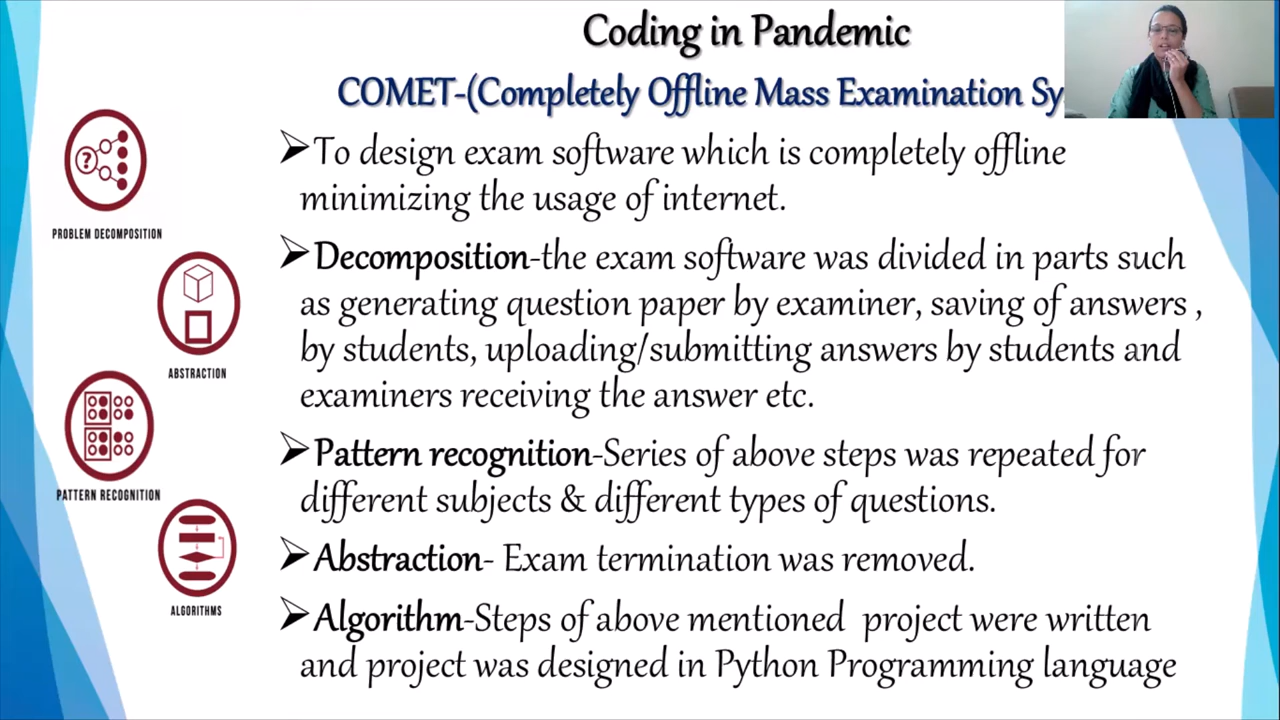 Coding in Pandemic
COMET-(Completely Offline Mass Examination Sy
➢To design exam software which is completely offline
minimizing the usage of internet.
➢Decomposition-the exam software was divided in parts such
as generating question paper by examiner, saving of answers ,
by students, uploading/submitting answers by students and
examiners receiving the answer etc.
➢Pattern recognition-Series of above steps was repeated for
different subjects & different types of questions.
➢Abstraction- Exam termination was removed.
➢Algorithm-Steps of above mentioned project were written
and project was designed in Python Programming language
?
PROBLEM DECOMPOSITION
ABSTRACTION
PATTERN RECOGNITION
ALGORITHMS